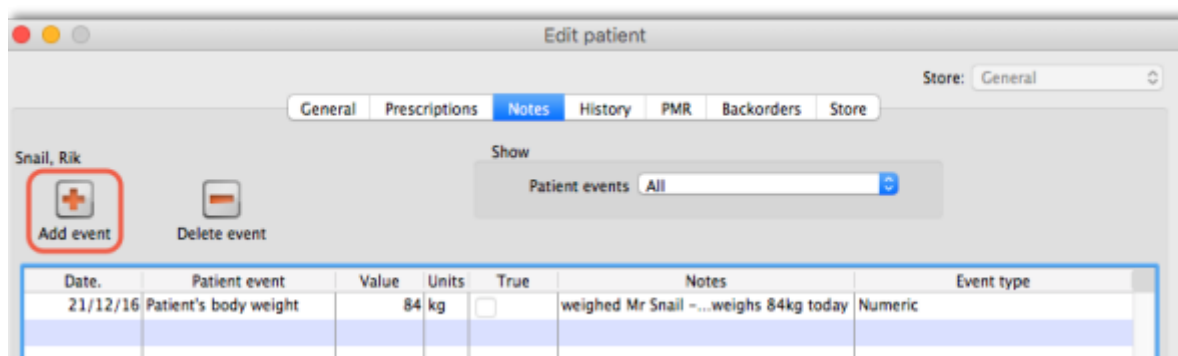 Edit patient
Store: General
General Prescriptions Notes History PMR Backorders Store
Snail, Rik
Show
Patient events All
Add event Delete event
Date. Patient event Value Units True Notes Event type
21/12/16 Patient's body weight 84 kg weighed Mr Snail -...weighs 84kg today Numeric